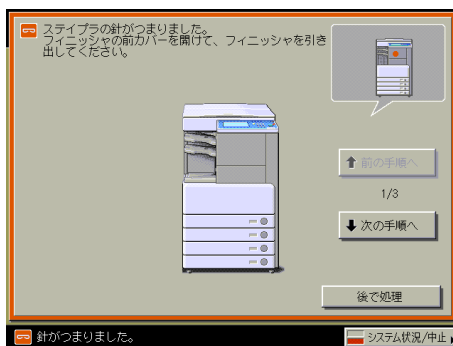 ステイプラの針がつまりました。
フィニッシャの前カバーを開けて、フィニッシャを引き
出してください。
前の手順へ
1/3
次の手順へ
後で処理
針がつまりました。
システム状況/中止